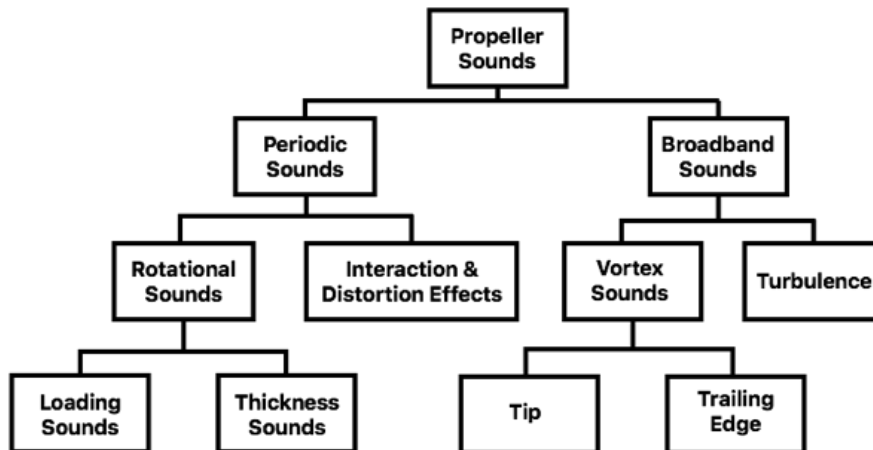 Propeller
Sounds
Periodic
Sounds
Broadband
Sounds
Rotational
Sounds
Interaction &
Distortion Effects
Vortex
Sounds
Turbulence
Loading
Sounds
Thickness
Sounds
Tip
Trailing
Edge